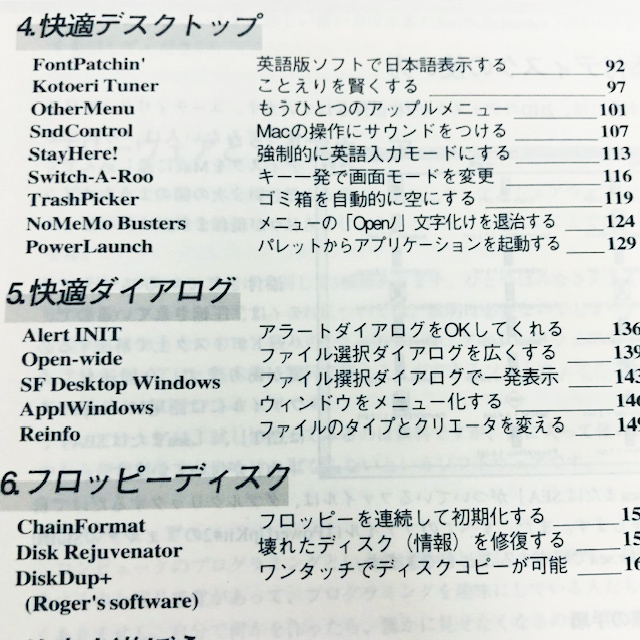 4.快適デスクトップ
FontPatchin' 英語版ソフトで日本語表示する 92
Kotoeri Tuner ことえりを賢くする 97
OtherMenu もうひとつのアップルメニュー 101
SndControl Macの操作にサウンドをつける 107
StayHere! 強制的に英語入力モードにする 113
Switch-A-Roo キー一発で画面モードを変更 116
TrashPicker ゴミ箱を自動的に空にする 119
NoMeMo Busters メニューの「Open/」文字化けを退治する 124
PowerLaunch パレットからアプリケーションを起動する 129
5.快適ダイアログ
Alert INIT アラートダイアログをOKしてくれる 136
Open-wide ファイル選択ダイアログを広くする 139
SF Desktop Windows ファイル撰択ダイアログで一発表示 143
ApplWindows ウィンドウをメニュー化する 146
Reinfo ファイルのタイプとクリエータを変える 149
6.フロッピーディスク
ChainFormat フロッピーを連続して初期化する 15
Disk Rejuvenator 壊れたディスク（情報）を修復する 15
DiskDup+ ワンタッチでディスクコピーが可能 16
(Roger's software)